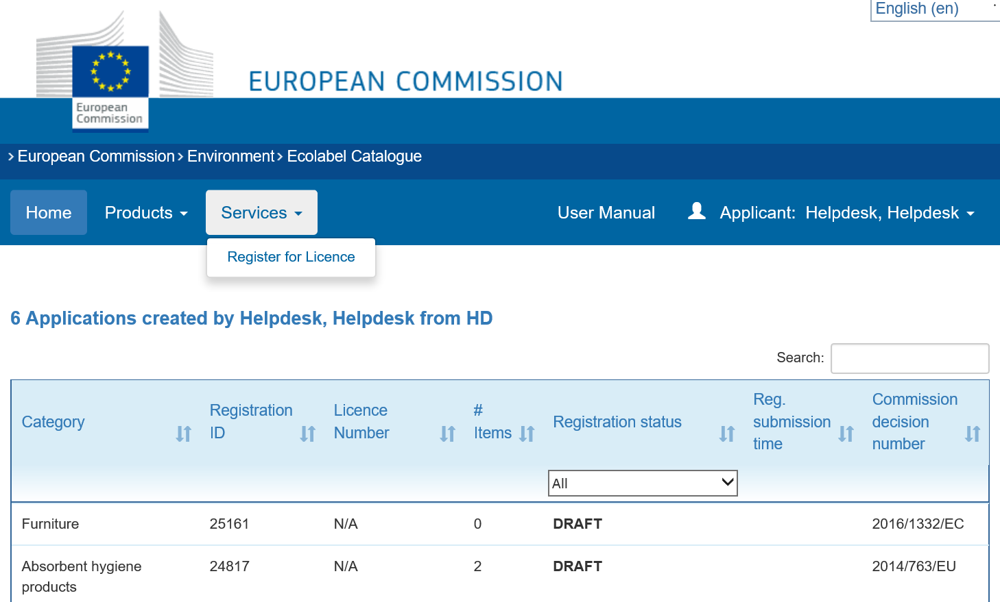 English (en)
EUROPEAN COMMISSION
European
Commission
European Commission Environment Ecolabel Catalogue
Home Products Services User Manual Applicant: Helpdesk, Helpdesk
Register for Licence
6 Applications created by Helpdesk, Helpdesk from HD
Search:
Category Registration ID Licence Number # Items Registration status Reg. submission time Commission decision number
All
Furniture 25161 N/A 0 DRAFT 2016/1332/EC
Absorbent hygiene products 24817 N/A 2 DRAFT 2014/763/EU